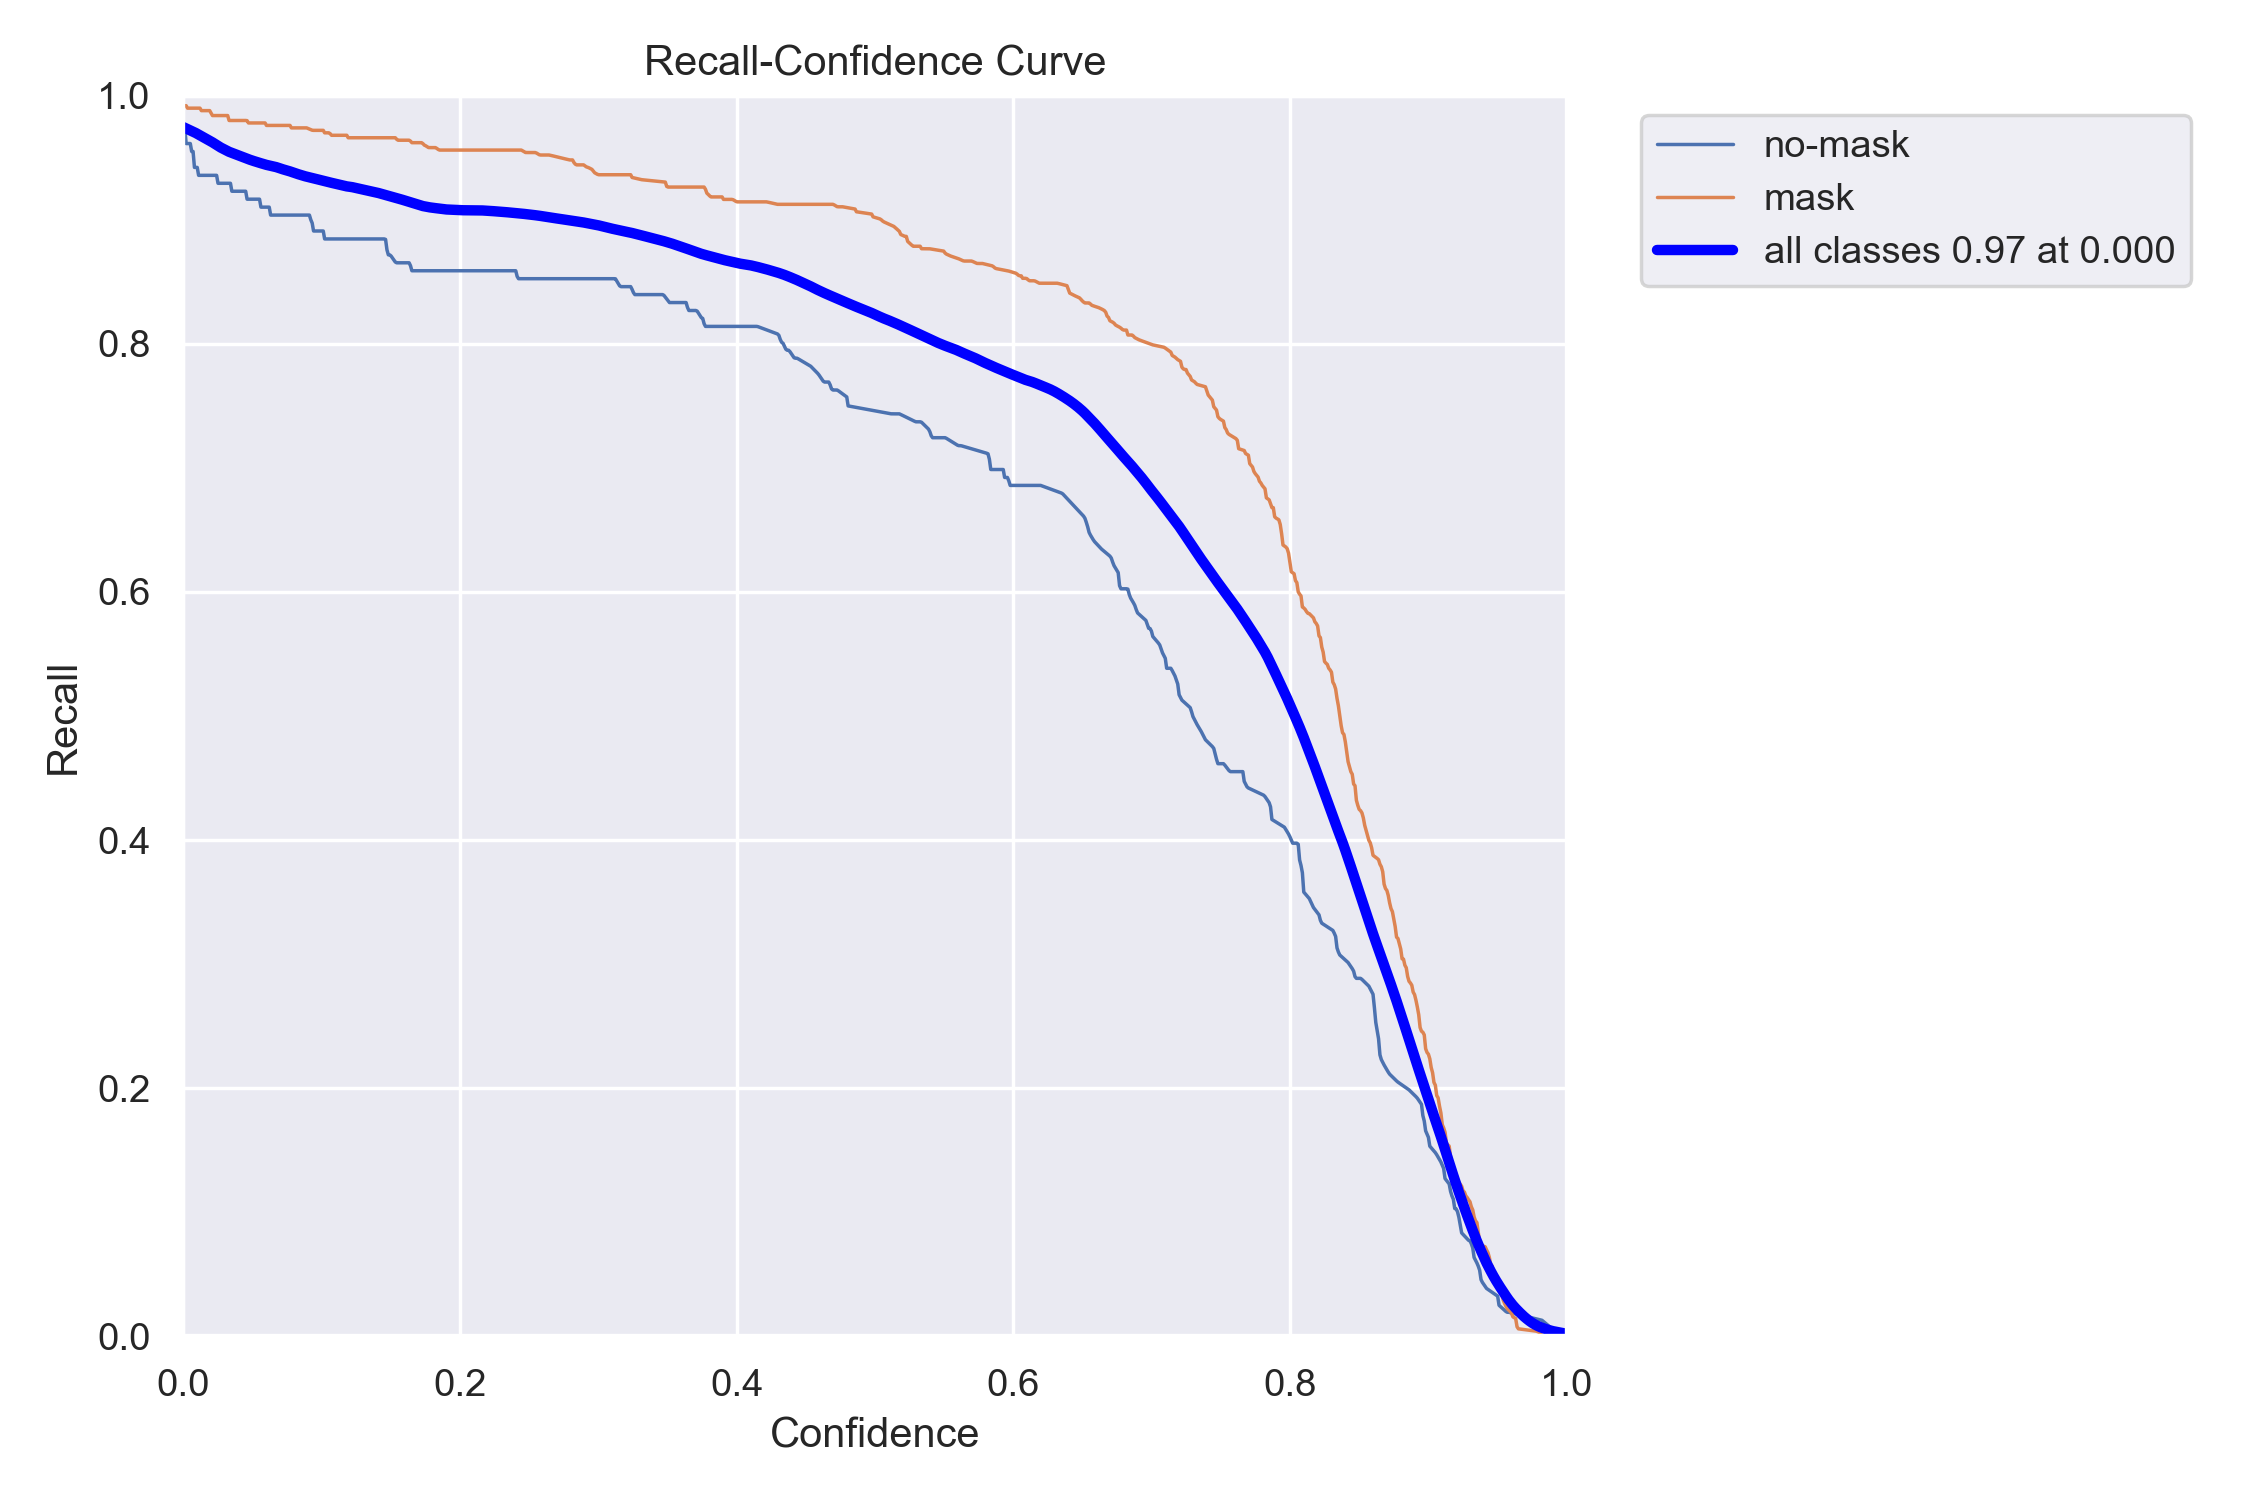 Recall-Confidence Curve
1.0
0.8
0.6
0.4
0.2
0.0
Recall
0.0 0.2 0.4 0.6 0.8 1.0
Confidence
no-mask
mask
all classes 0.97 at 0.000